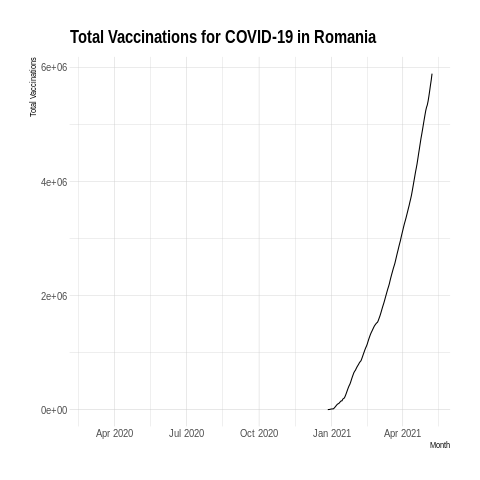 Total Vaccinations for COVID-19 in Romania
Total Vaccinations
6e+06
4e+06
2e+06
0e+00
Apr 2020 Jul 2020 Oct 2020 Jan 2021 Apr 2021
Month